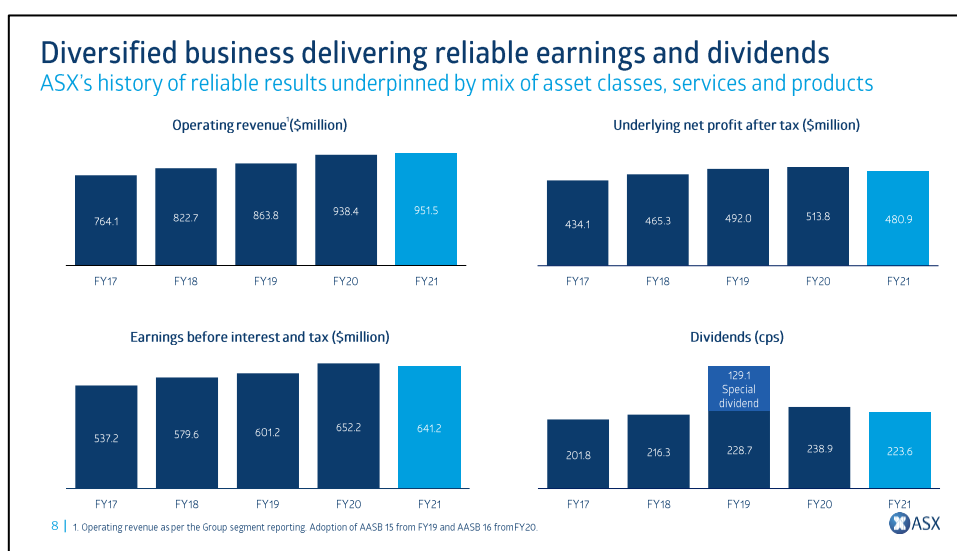 Diversified business delivering reliable earnings and dividends
ASX's history of reliable results underpinned by mix of asset classes, services and products
Operating revenue¹($million)
764.1 822.7 863.8 938.4 951.5
FY17 FY18 FY19 FY20 FY21
Underlying net profit after tax ($million)
434.1 465.3 492.0 513.8 480.9
FY17 FY18 FY19 FY20 FY21
Earnings before interest and tax ($million)
537.2 579.6 601.2 652.2 641.2
FY17 FY18 FY19 FY20 FY21
Dividends (cps)
129.1
Special
dividend
201.8 216.3 228.7 238.9 223.6
FY17 FY18 FY19 FY20 FY21
8 | 1. Operating revenue as per the Group segment reporting. Adoption of AASB 15 from FY19 and AASB 16 from FY20.
ASX